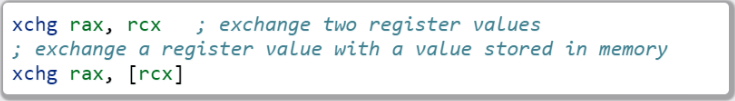 xchg rax, rcx   ; exchange two register values
; exchange a register value with a value stored in memory
xchg rax, [rcx]